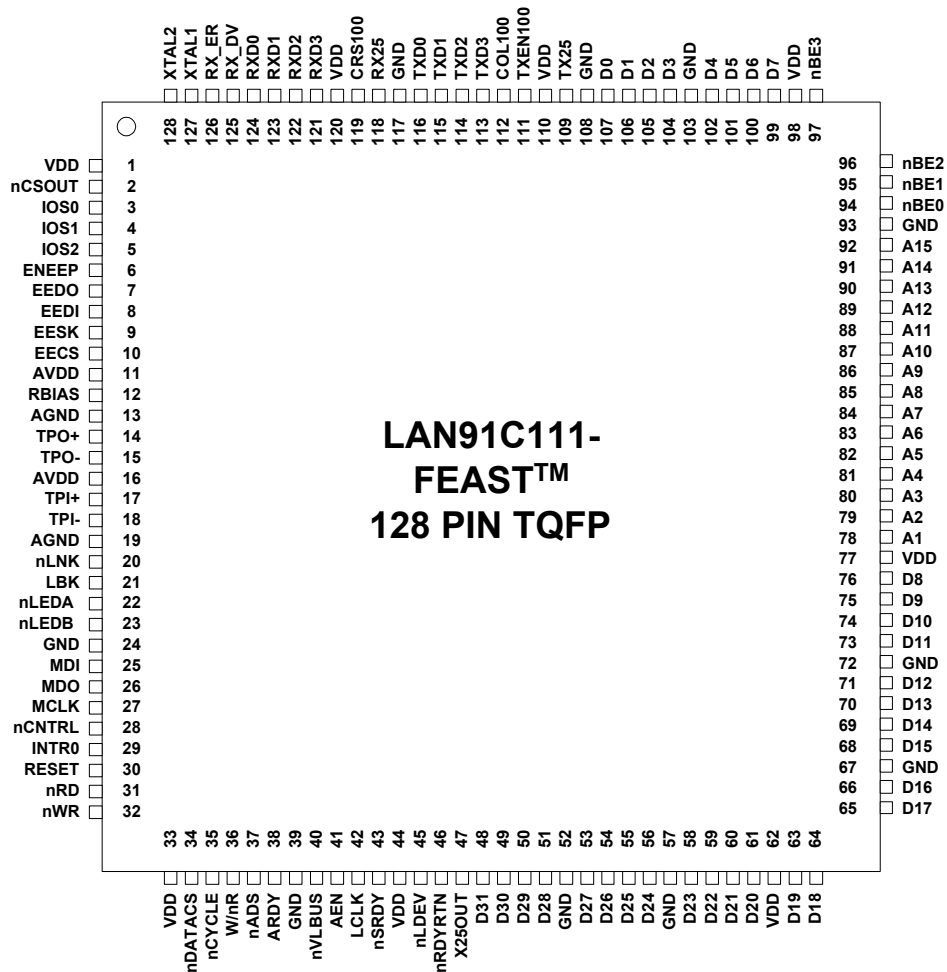 XTAL2
XTAL1
RX_ER
RX_DV
RXD0
RXD1
RXD2
RXD3
VDD
CRS100
RX25
GND
TXD0
TXD1
TXD2
TXD3
COL100
TXEN100
VDD
TX25
GND
D0
D1
D2
D3
GND
D4
D5
D6
D7
VDD
nBE3
128
127
126
125
124
123
122
121
120
119
118
117
116
115
114
113
112
111
110
109
108
107
106
105
104
103
102
101
100
99
98
97
VDD 1
nCSOUT 2
IOS0 3
IOS1 4
IOS2 5
ENEEP 6
EEDO 7
EEDI 8
EESK 9
EECS 10
AVDD 11
RBIAS 12
AGND 13
TPO+ 14
TPO- 15
AVDD 16
TPI+ 17
TPI- 18
AGND 19
nLNK 20
LBK 21
nLEDA 22
nLEDB 23
GND 24
MDI 25
MDO 26
MCLK 27
nCNTRL 28
INTR0 29
RESET 30
nRD 31
nWR 32
LAN91C111-
FEAST™
128 PIN TQFP
96 nBE2
95 nBE1
94 nBE0
93 GND
92 A15
91 A14
90 A13
89 A12
88 A11
87 A10
86 A9
85 A8
84 A7
83 A6
82 A5
81 A4
80 A3
79 A2
78 A1
77 VDD
76 D8
75 D9
74 D10
73 D11
72 GND
71 D12
70 D13
69 D14
68 D15
67 GND
66 D16
65 D17
33
34
35
36
37
38
39
40
41
42
43
44
45
46
47
48
49
50
51
52
53
54
55
56
57
58
59
60
61
62
63
64
VDD
nDATACS
nCYCLE
W/nR
nADS
ARDY
GND
nVLBUS
AEN
LCLK
nSRDY
VDD
nLDEV
nRDYRTN
X25OUT
D31
D30
D29
D28
GND
D27
D26
D25
D24
GND
D23
D22
D21
D20
VDD
D19
D18